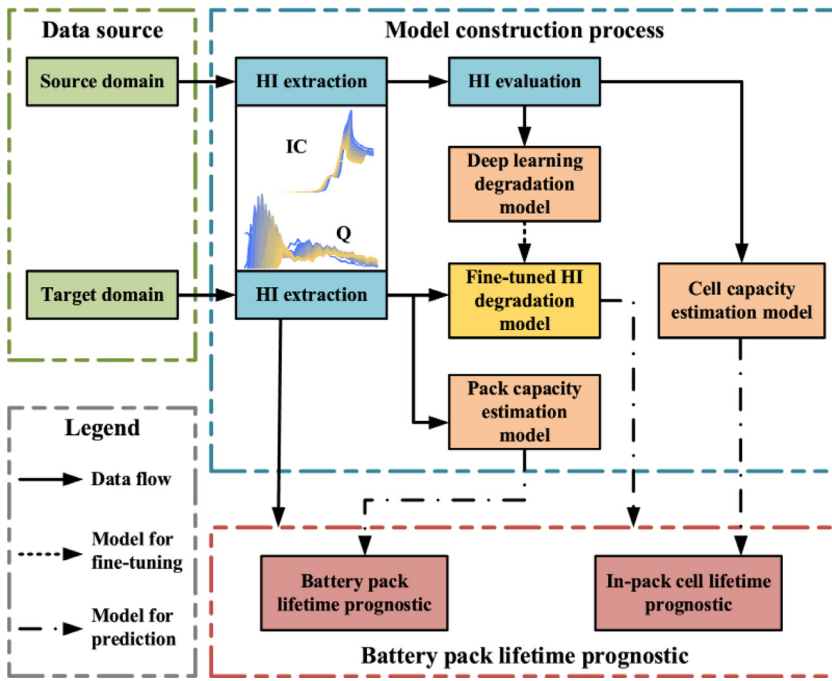 Data source
Source domain
Target domain
Model construction process
HI extraction
HI evaluation
IC
Q
Deep learning
degradation
model
HI extraction
Fine-tuned HI
degradation
model
Cell capacity
estimation model
Pack capacity
estimation
model
Legend
Data flow
Model for
fine-tuning
Model for
prediction
Battery pack
lifetime prognostic
In-pack cell lifetime
prognostic
Battery pack lifetime prognostic